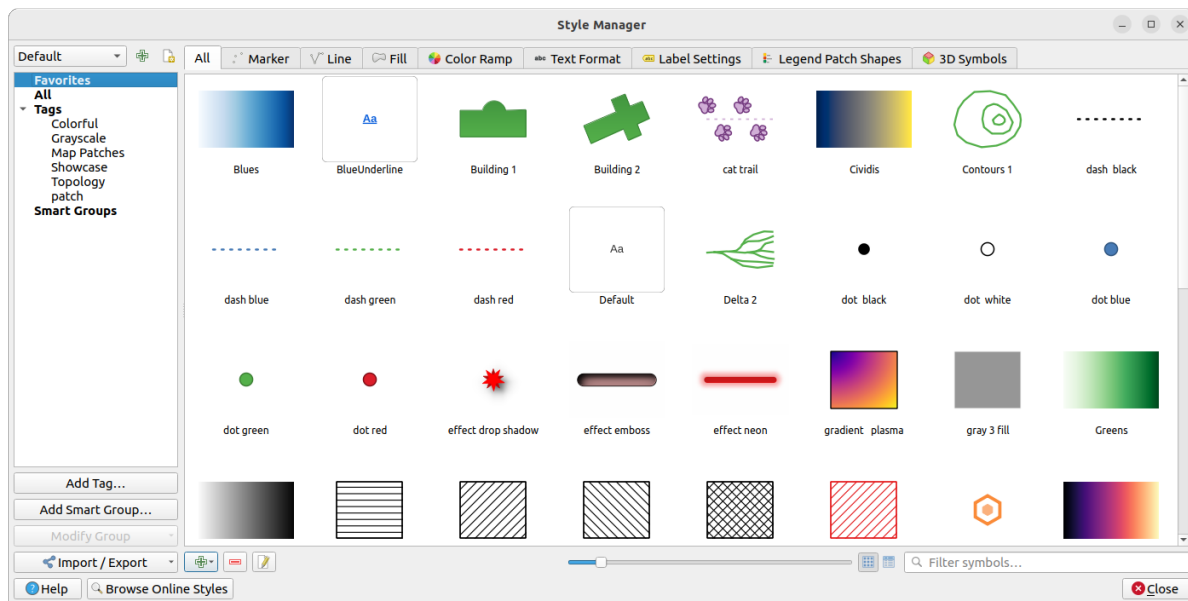 Style Manager
Default
All
Marker
Line
Fill
Color Ramp
abc Text Format
abc Label Settings
Legend Patch Shapes
3D Symbols
Favorites
All
Tags
Colorful
Grayscale
Map Patches
Showcase
Topology
patch
Smart Groups
Aa
Blues
BlueUnderline
Building 1
Building 2
cat trail
Cividis
Contours 1
dash black
Aa
dash blue
dash green
dash red
Default
Delta 2
dot black
dot white
dot blue
dot green
dot red
effect drop shadow
effect emboss
effect neon
gradient plasma
gray 3 fill
Greens
Add Tag...
Add Smart Group...
Modify Group
Import / Export
Filter symbols...
Help
Browse Online Styles
Close